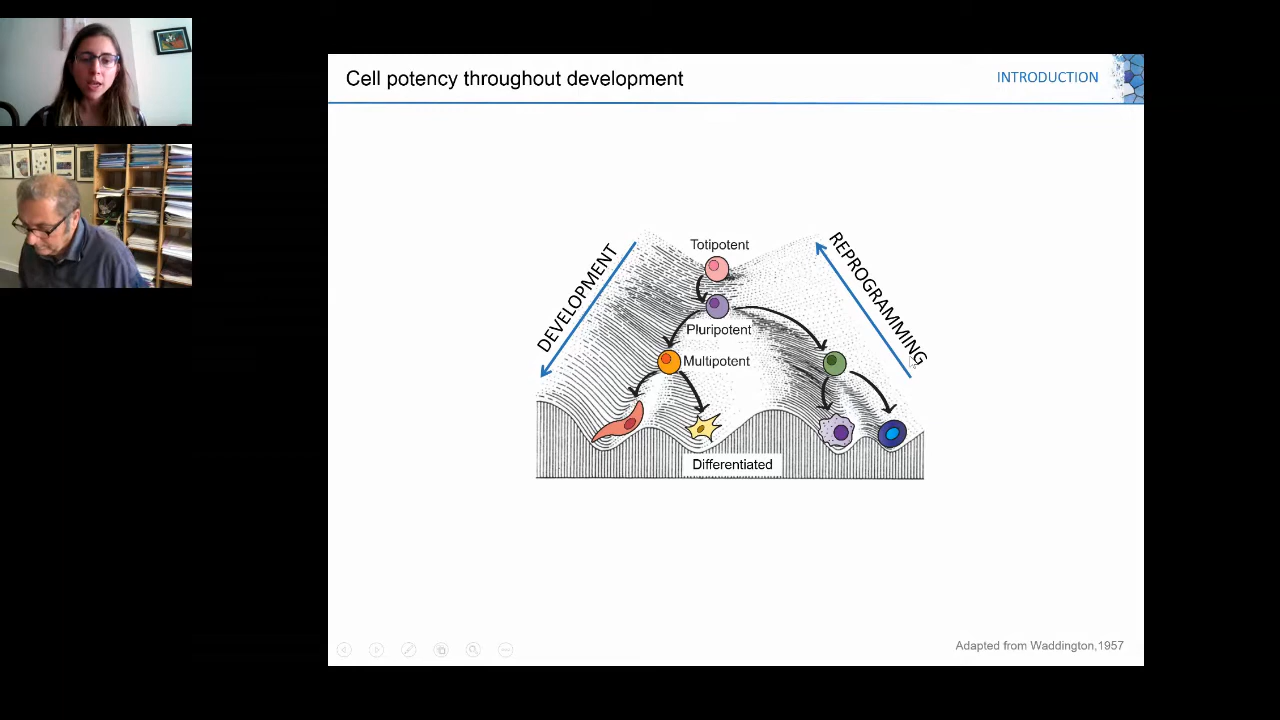 Cell potency throughout development
INTRODUCTION
Totipotent
DEVELOPMENT
REPROGRAMMING
Pluripotent
Multipotent
Differentiated
Adapted from Waddington,1957